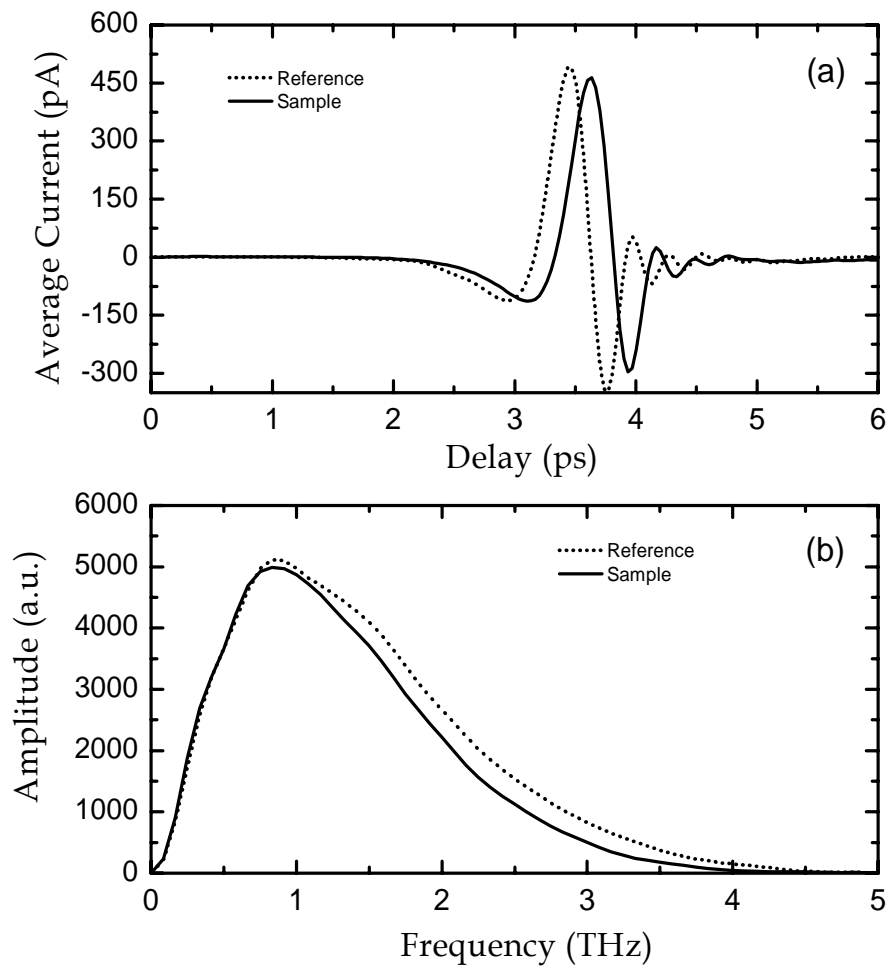 600
450
300
150
0
-150
-300
Average Current (pA)
Reference
Sample
(a)
0 1 2 3 4 5 6
Delay (ps)
6000
5000
4000
3000
2000
1000
0
Amplitude (a.u.)
Reference
Sample
(b)
0 1 2 3 4 5
Frequency (THz)